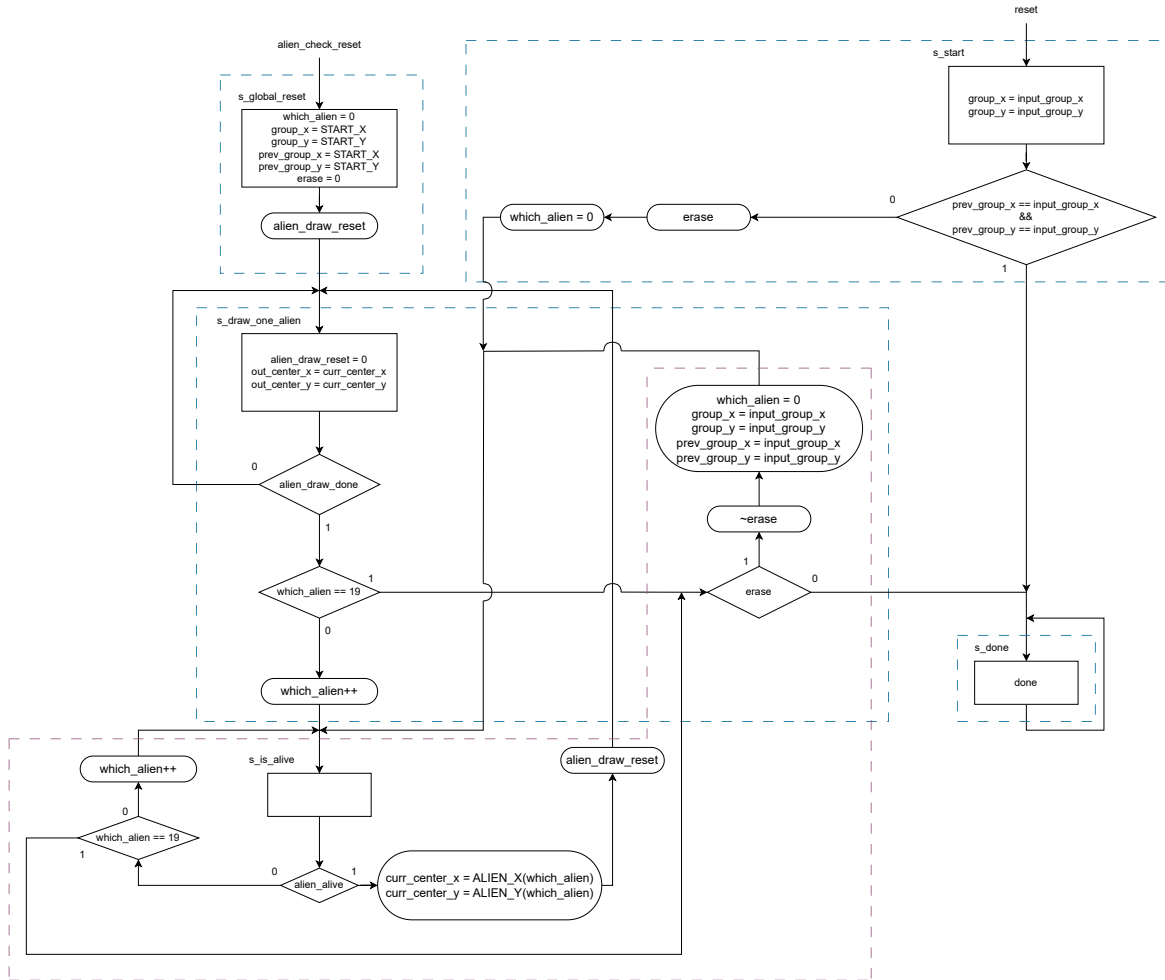 reset
alien_check_reset
s_start
group_x = input_group_x
group_y = input_group_y
s_global_reset
which_alien = 0
group_x = START_X
group_y = START_Y
prev_group_x = START_X
prev_group_y = START_Y
erase = 0
alien_draw_reset
0
prev_group_x == input_group_x
&&
prev_group_y == input_group_y
1
erase
which_alien = 0
s_draw_one_alien
alien_draw_reset = 0
out_center_x = curr_center_x
out_center_y = curr_center_y
0
alien_draw_done
1
which_alien == 19
1
0
which_alien++
which_alien = 0
group_x = input_group_x
group_y = input_group_y
prev_group_x = input_group_x
prev_group_y = input_group_y
~erase
1
erase
0
s_done
done
which_alien++
0
which_alien == 19
1
s_is_alive
0
alien_alive
1
curr_center_x = ALIEN_X(which_alien)
curr_center_y = ALIEN_Y(which_alien)
alien_draw_reset